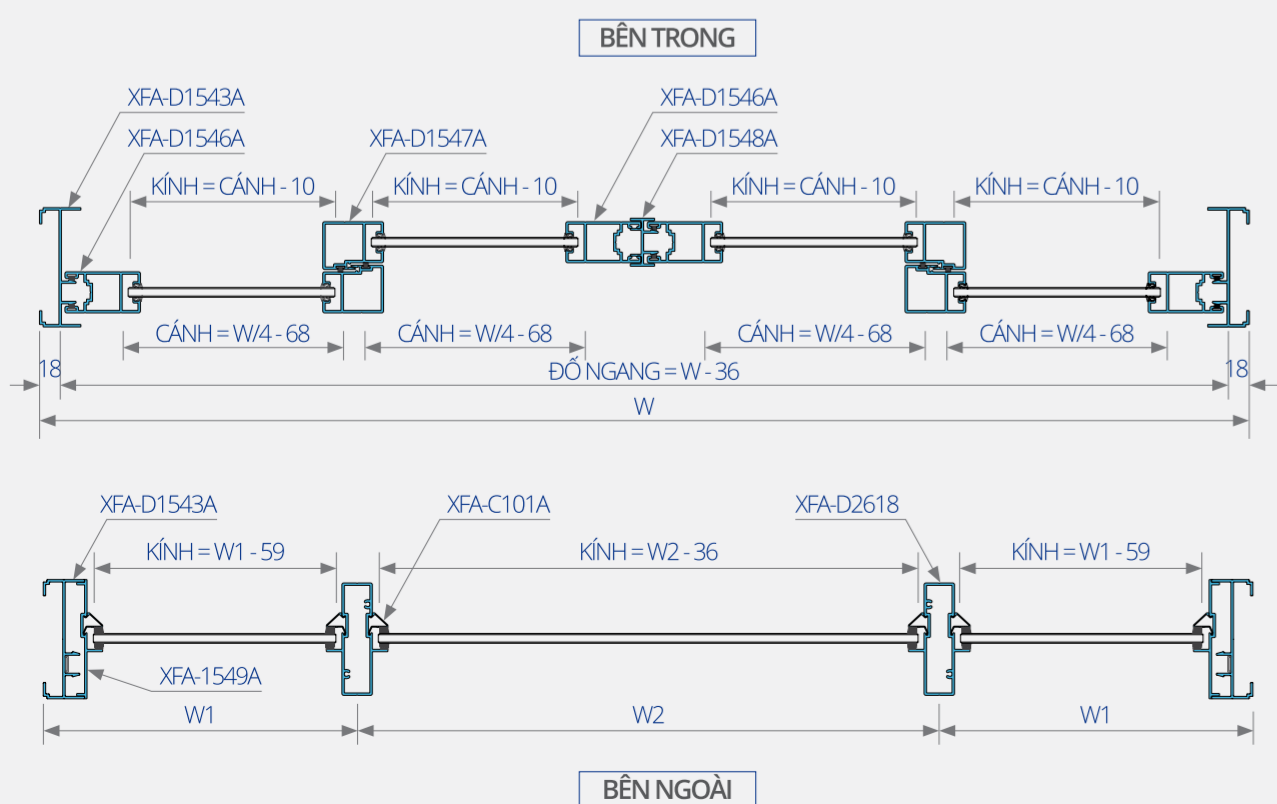 BÊN TRONG
XFA-D1543A
XFA-D1546A
XFA-D1546A
XFA-D1547A
XFA-D1548A
KÍNH = CÁNH - 10
KÍNH = CÁNH - 10
KÍNH = CÁNH - 10
KÍNH = CÁNH - 10
CÁNH = W/4 - 68
CÁNH = W/4 - 68
CÁNH = W/4 - 68
CÁNH = W/4 - 68
18
ĐỐ NGANG = W - 36
18
W
XFA-D1543A
XFA-C101A
XFA-D2618
KÍNH = W1 - 59
KÍNH = W2 - 36
KÍNH = W1 - 59
XFA-1549A
W1
W2
W1
BÊN NGOÀI